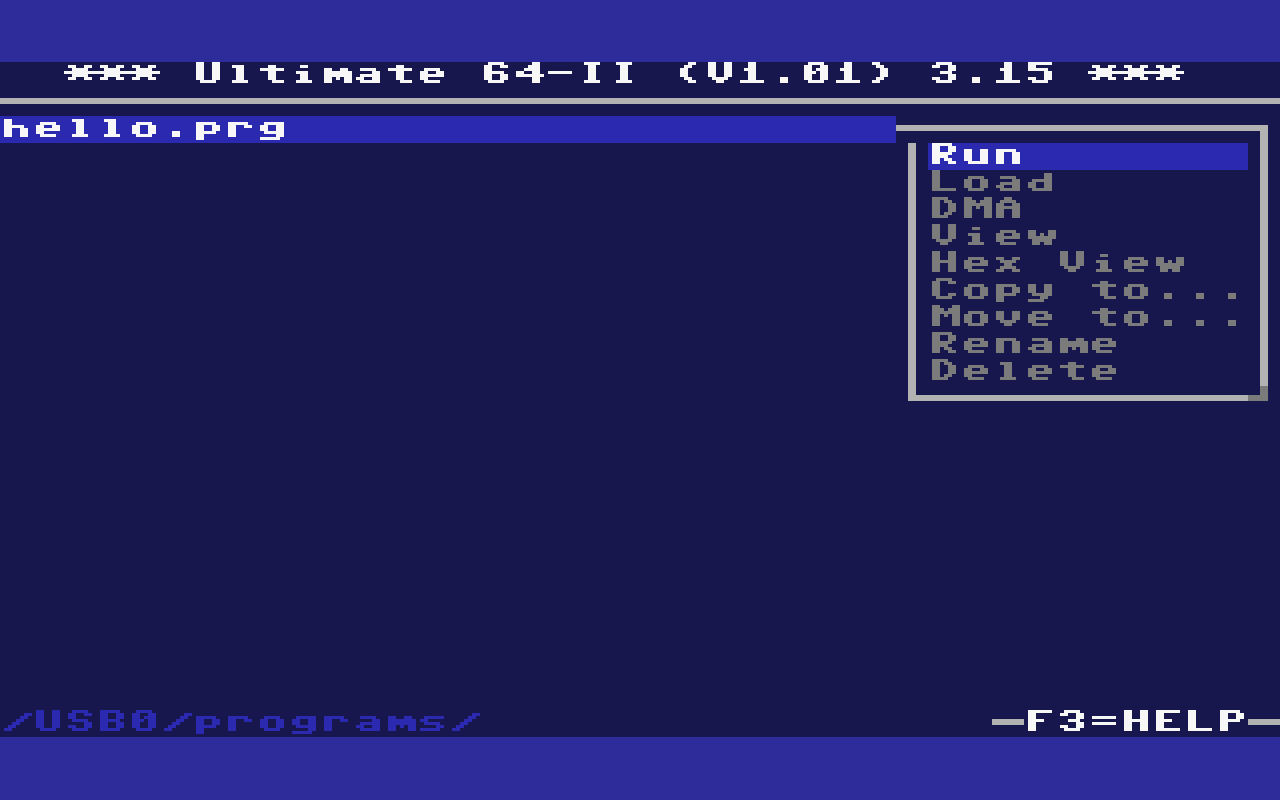 *** Ultimate 64-II (V1.01) 3.15 ***
hello.prg
Run
Load
DMA
View
Hex View
Copy to...
Move to...
Rename
Delete
/USB0/programs/
F3=HELP